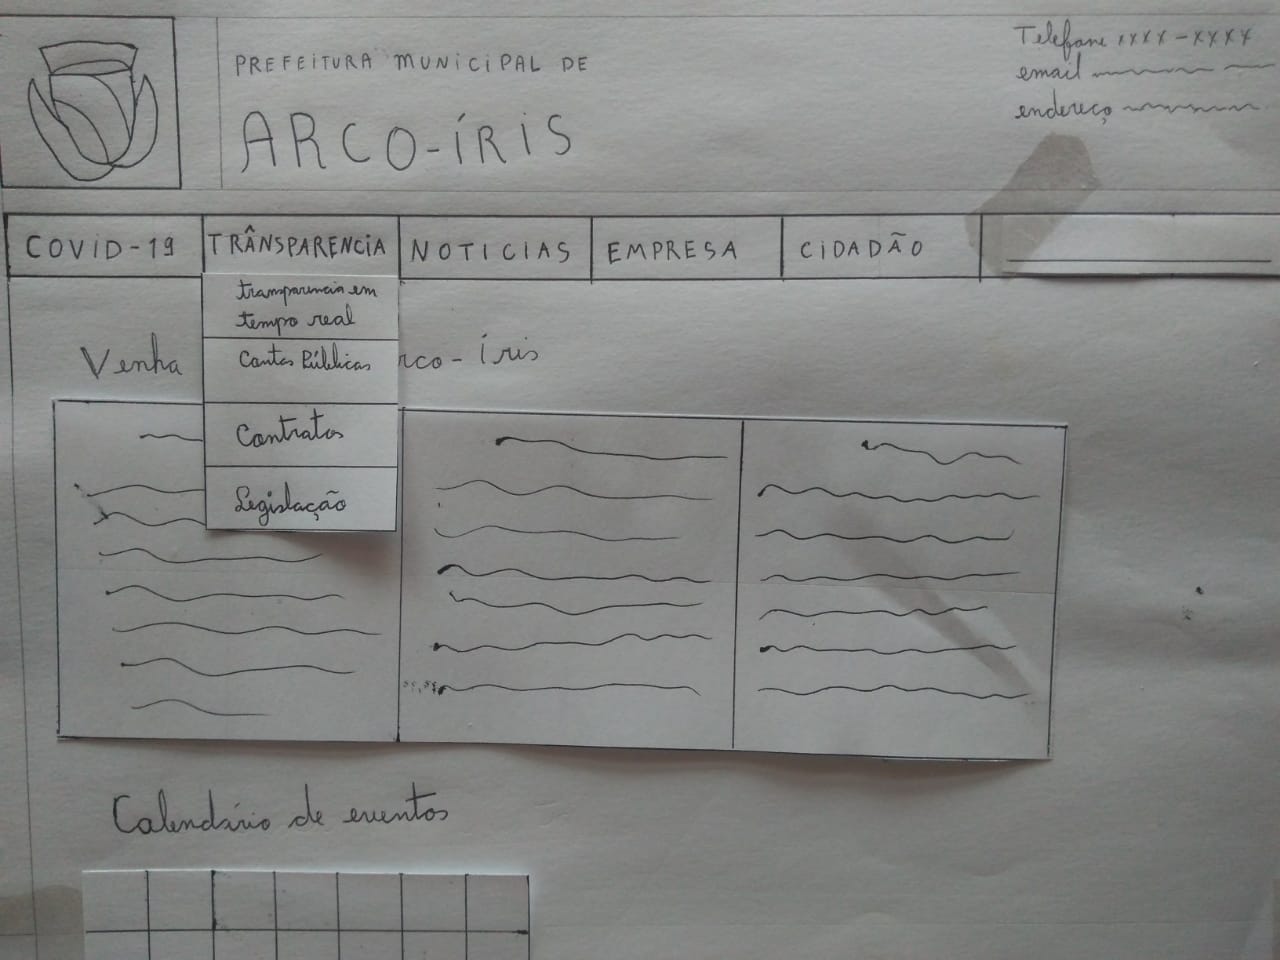 PREFEITURA MUNICIPAL DE
ARCO-ÍRIS
Telefone xxxx-xxxx
email
endereço
COVID-19
TRÂNSPARENCIA
NOTICIAS
EMPRESA
CIDADÃO
transparencia em
tempo real
Contas Públicas
Contratos
Legislação
Venha rco-Íris
Calendário de eventos